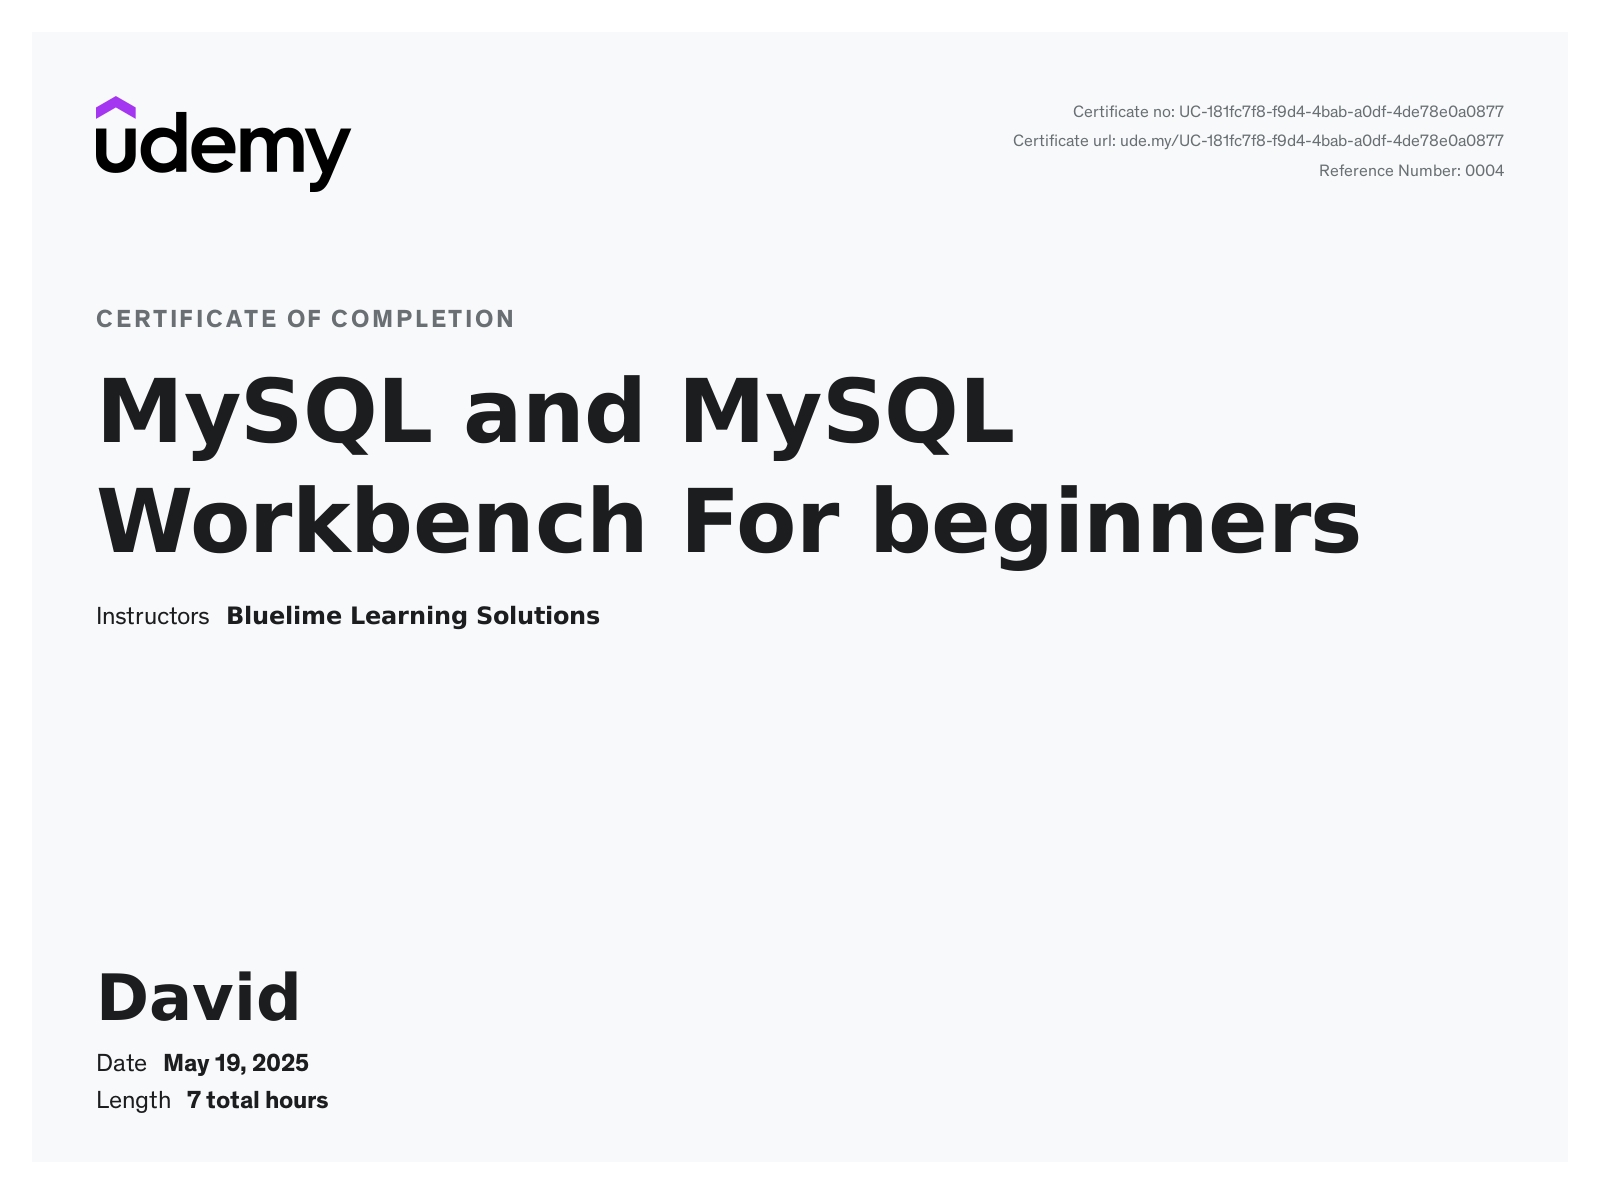 udemy
Certificate no: UC-181fc7f8-f9d4-4bab-a0df-4de78e0a0877
Certificate url: ude.my/UC-181fc7f8-f9d4-4bab-a0df-4de78e0a0877
Reference Number: 0004
CERTIFICATE OF COMPLETION
MySQL and MySQL
Workbench For beginners
Instructors Bluelime Learning Solutions
David
Date May 19, 2025
Length 7 total hours